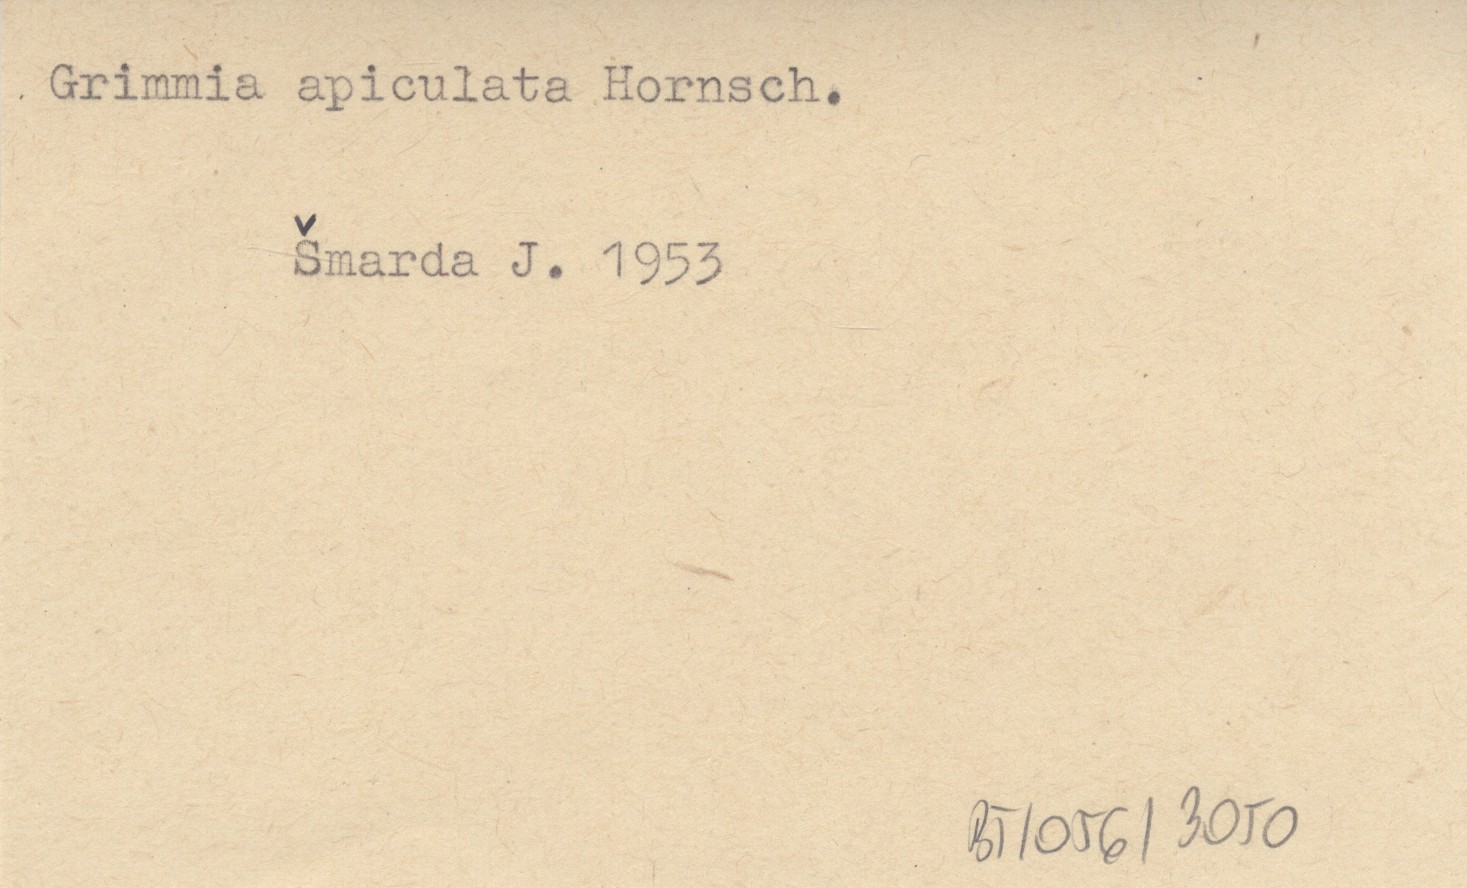 Grimmia apiculata Hornsch.
Šmarda J. 1953
BT/056/3050